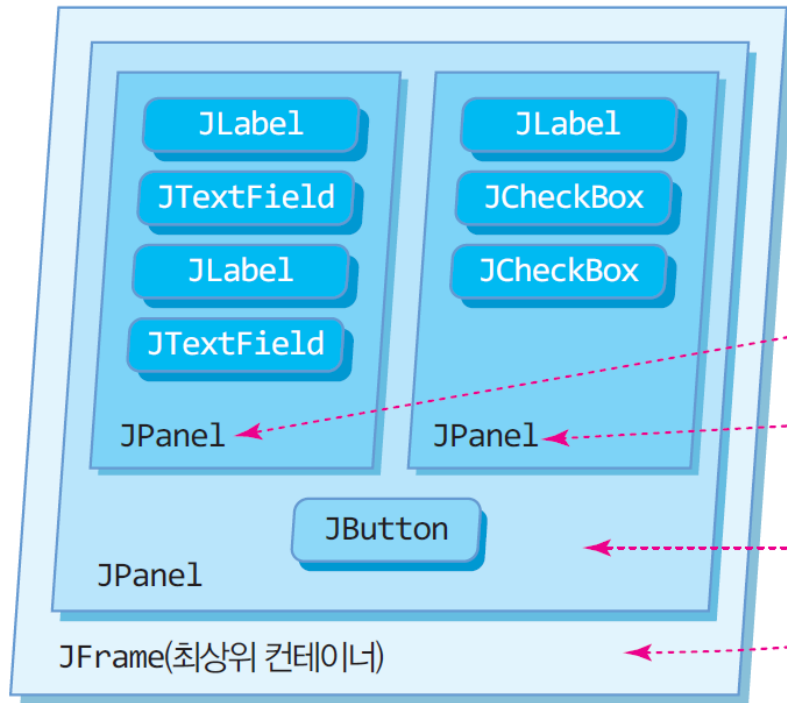 JLabel
JTextField
JLabel
JTextField
JPanel
JLabel
JCheckBox
JCheckBox
JPanel
JButton
JPanel
JFrame(최상위 컨테이너)